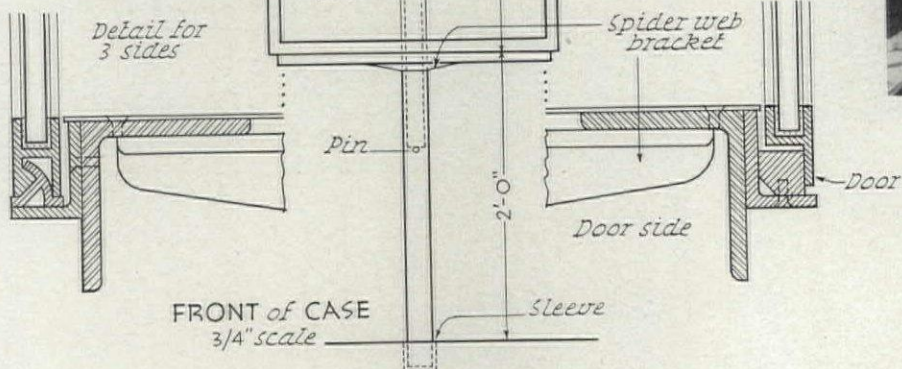 Detail for
3 sides
Spider web
bracket
Pin
2'-0"
Door
Door side
FRONT of CASE
3/4" scale
Sleeve